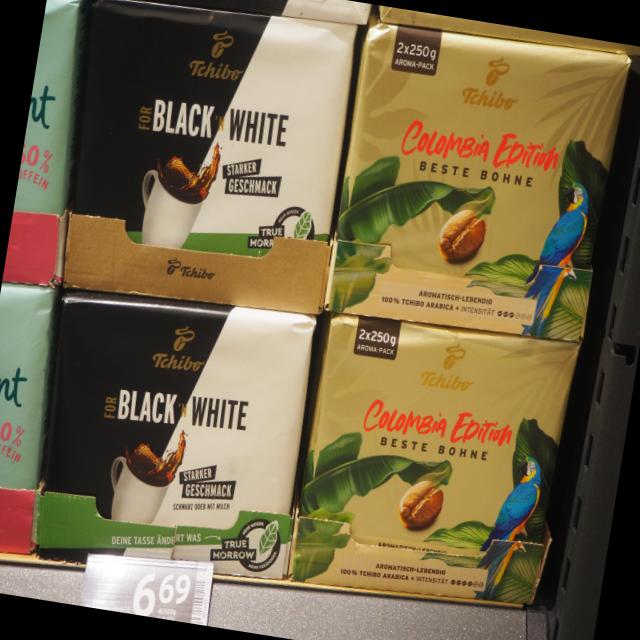 Tchibo
FOR BLACK 'N WHITE
STARKER
GESCHMACK
TRUE
MORROW
Tchibo
2x250g
AROMA-PACK
Tchibo
COLOMBIA EDITION
BESTE BOHNE
AROMATISCH-LEBENDIG
100% TCHIBO ARABICA • INTENSITÄT
nt
50%
FFEIN
Tchibo
FOR BLACK 'N WHITE
STARKER
GESCHMACK
SCHWARZ ODER MIT MILCH
DEINE TASSE ÄNDERT WAS
TRUE
MORROW
2x250g
AROMA-PACK
Tchibo
COLOMBIA EDITION
BESTE BOHNE
AROMATISCH-LEBENDIG
100% TCHIBO ARABICA • INTENSITÄT
nt
0%
FEIN
6 69